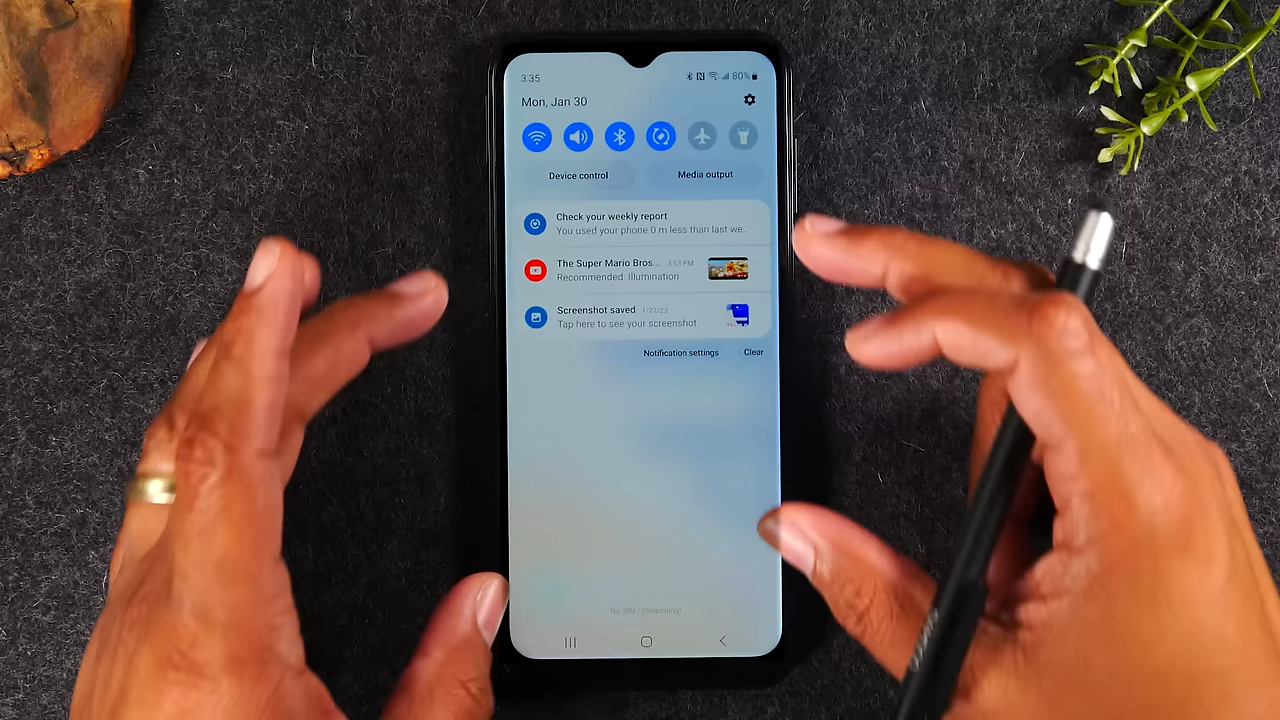 3:35
80%
Mon, Jan 30
Device control
Media output
Check your weekly report
You used your phone 0 m less than last we..
The Super Mario Bros... 3:13 PM
Recommended: Illumination
Screenshot saved 1/27/23
Tap here to see your screenshot.
Notification settings
Clear
No SIM | (Searching)